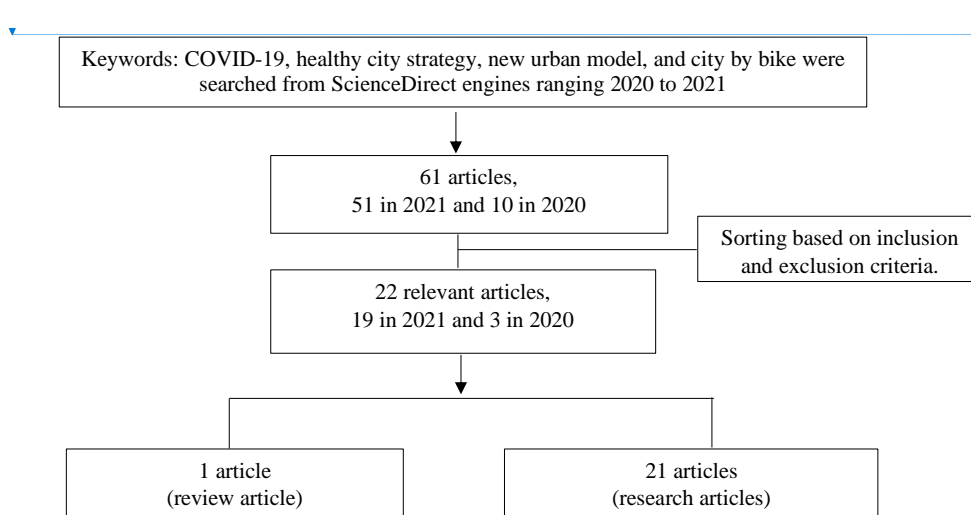 Keywords: COVID-19, healthy city strategy, new urban model, and city by bike were
searched from ScienceDirect engines ranging 2020 to 2021
61 articles,
51 in 2021 and 10 in 2020
Sorting based on inclusion
and exclusion criteria.
22 relevant articles,
19 in 2021 and 3 in 2020
1 article
(review article)
21 articles
(research articles)